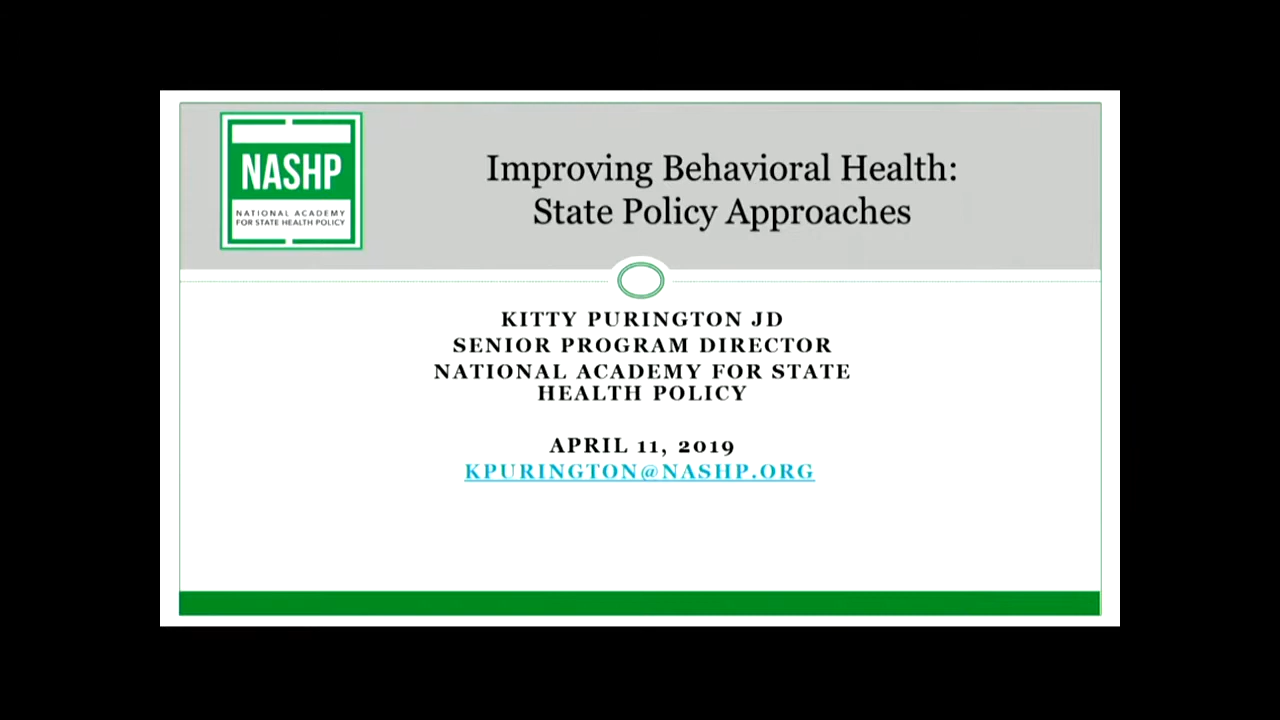 NASHP
NATIONAL ACADEMY
FOR STATE HEALTH POLICY
Improving Behavioral Health:
State Policy Approaches
KITTY PURINGTON JD
SENIOR PROGRAM DIRECTOR
NATIONAL ACADEMY FOR STATE
HEALTH POLICY
APRIL 11, 2019
KPURINGTON@NASHP.ORG